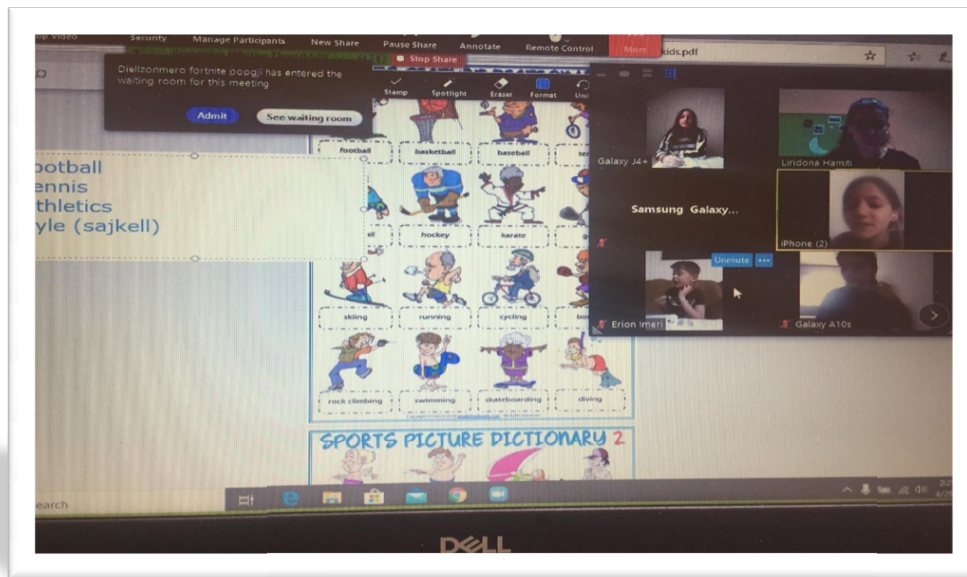 Security Manage Participants New Share Pause Share Annotate Remote Control More
kids.pdf
Stop Share
Diellzonmero fortnite popgji has entered the
waiting room for this meeting
Admit See waiting room
Stamp Spotlight Eraser Format
football basketball baseball
hockey karate
skiing running cycling
rock climbing swimming skateboarding diving
SPORTS PICTURE DICTIONARY 2
ootball
ennis
thletics
yle (sajkell)
Galaxy J4+
Liridona Hamiti
Samsung Galaxy...
iPhone (2)
Unmute
Erion Imeri
Galaxy A10s
earch
DELL